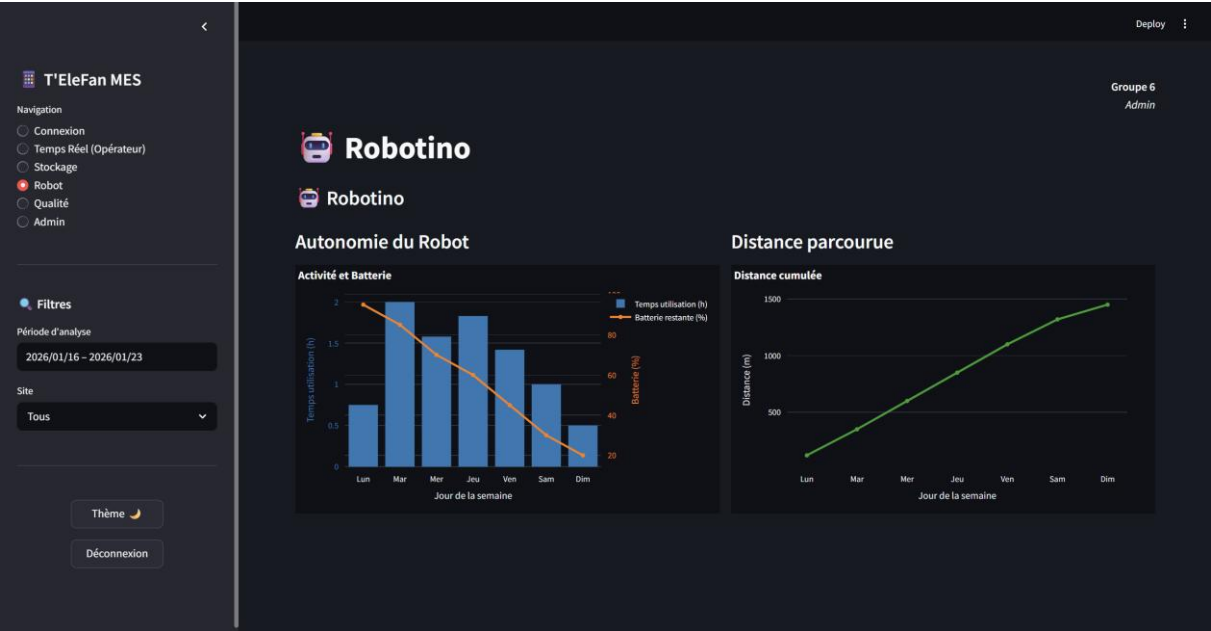 Deploy
T'EleFan MES
Navigation
Connexion
Temps Réel (Opérateur)
Stockage
Robot
Qualité
Admin
Filtres
Période d'analyse
2026/01/16 – 2026/01/23
Site
Tous
Thème
Déconnexion
Groupe 6
Admin
Robotino
Robotino
Autonomie du Robot
Activité et Batterie
Temps utilisation (h)
Batterie restante (%)
2
1.5
1
0.5
0
Temps utilisation (h)
80
60
40
20
Batterie (%)
Lun Mar Mer Jeu Ven Sam Dim
Jour de la semaine
Distance parcourue
Distance cumulée
1500
1000
500
Distance (m)
Lun Mar Mer Jeu Ven Sam Dim
Jour de la semaine